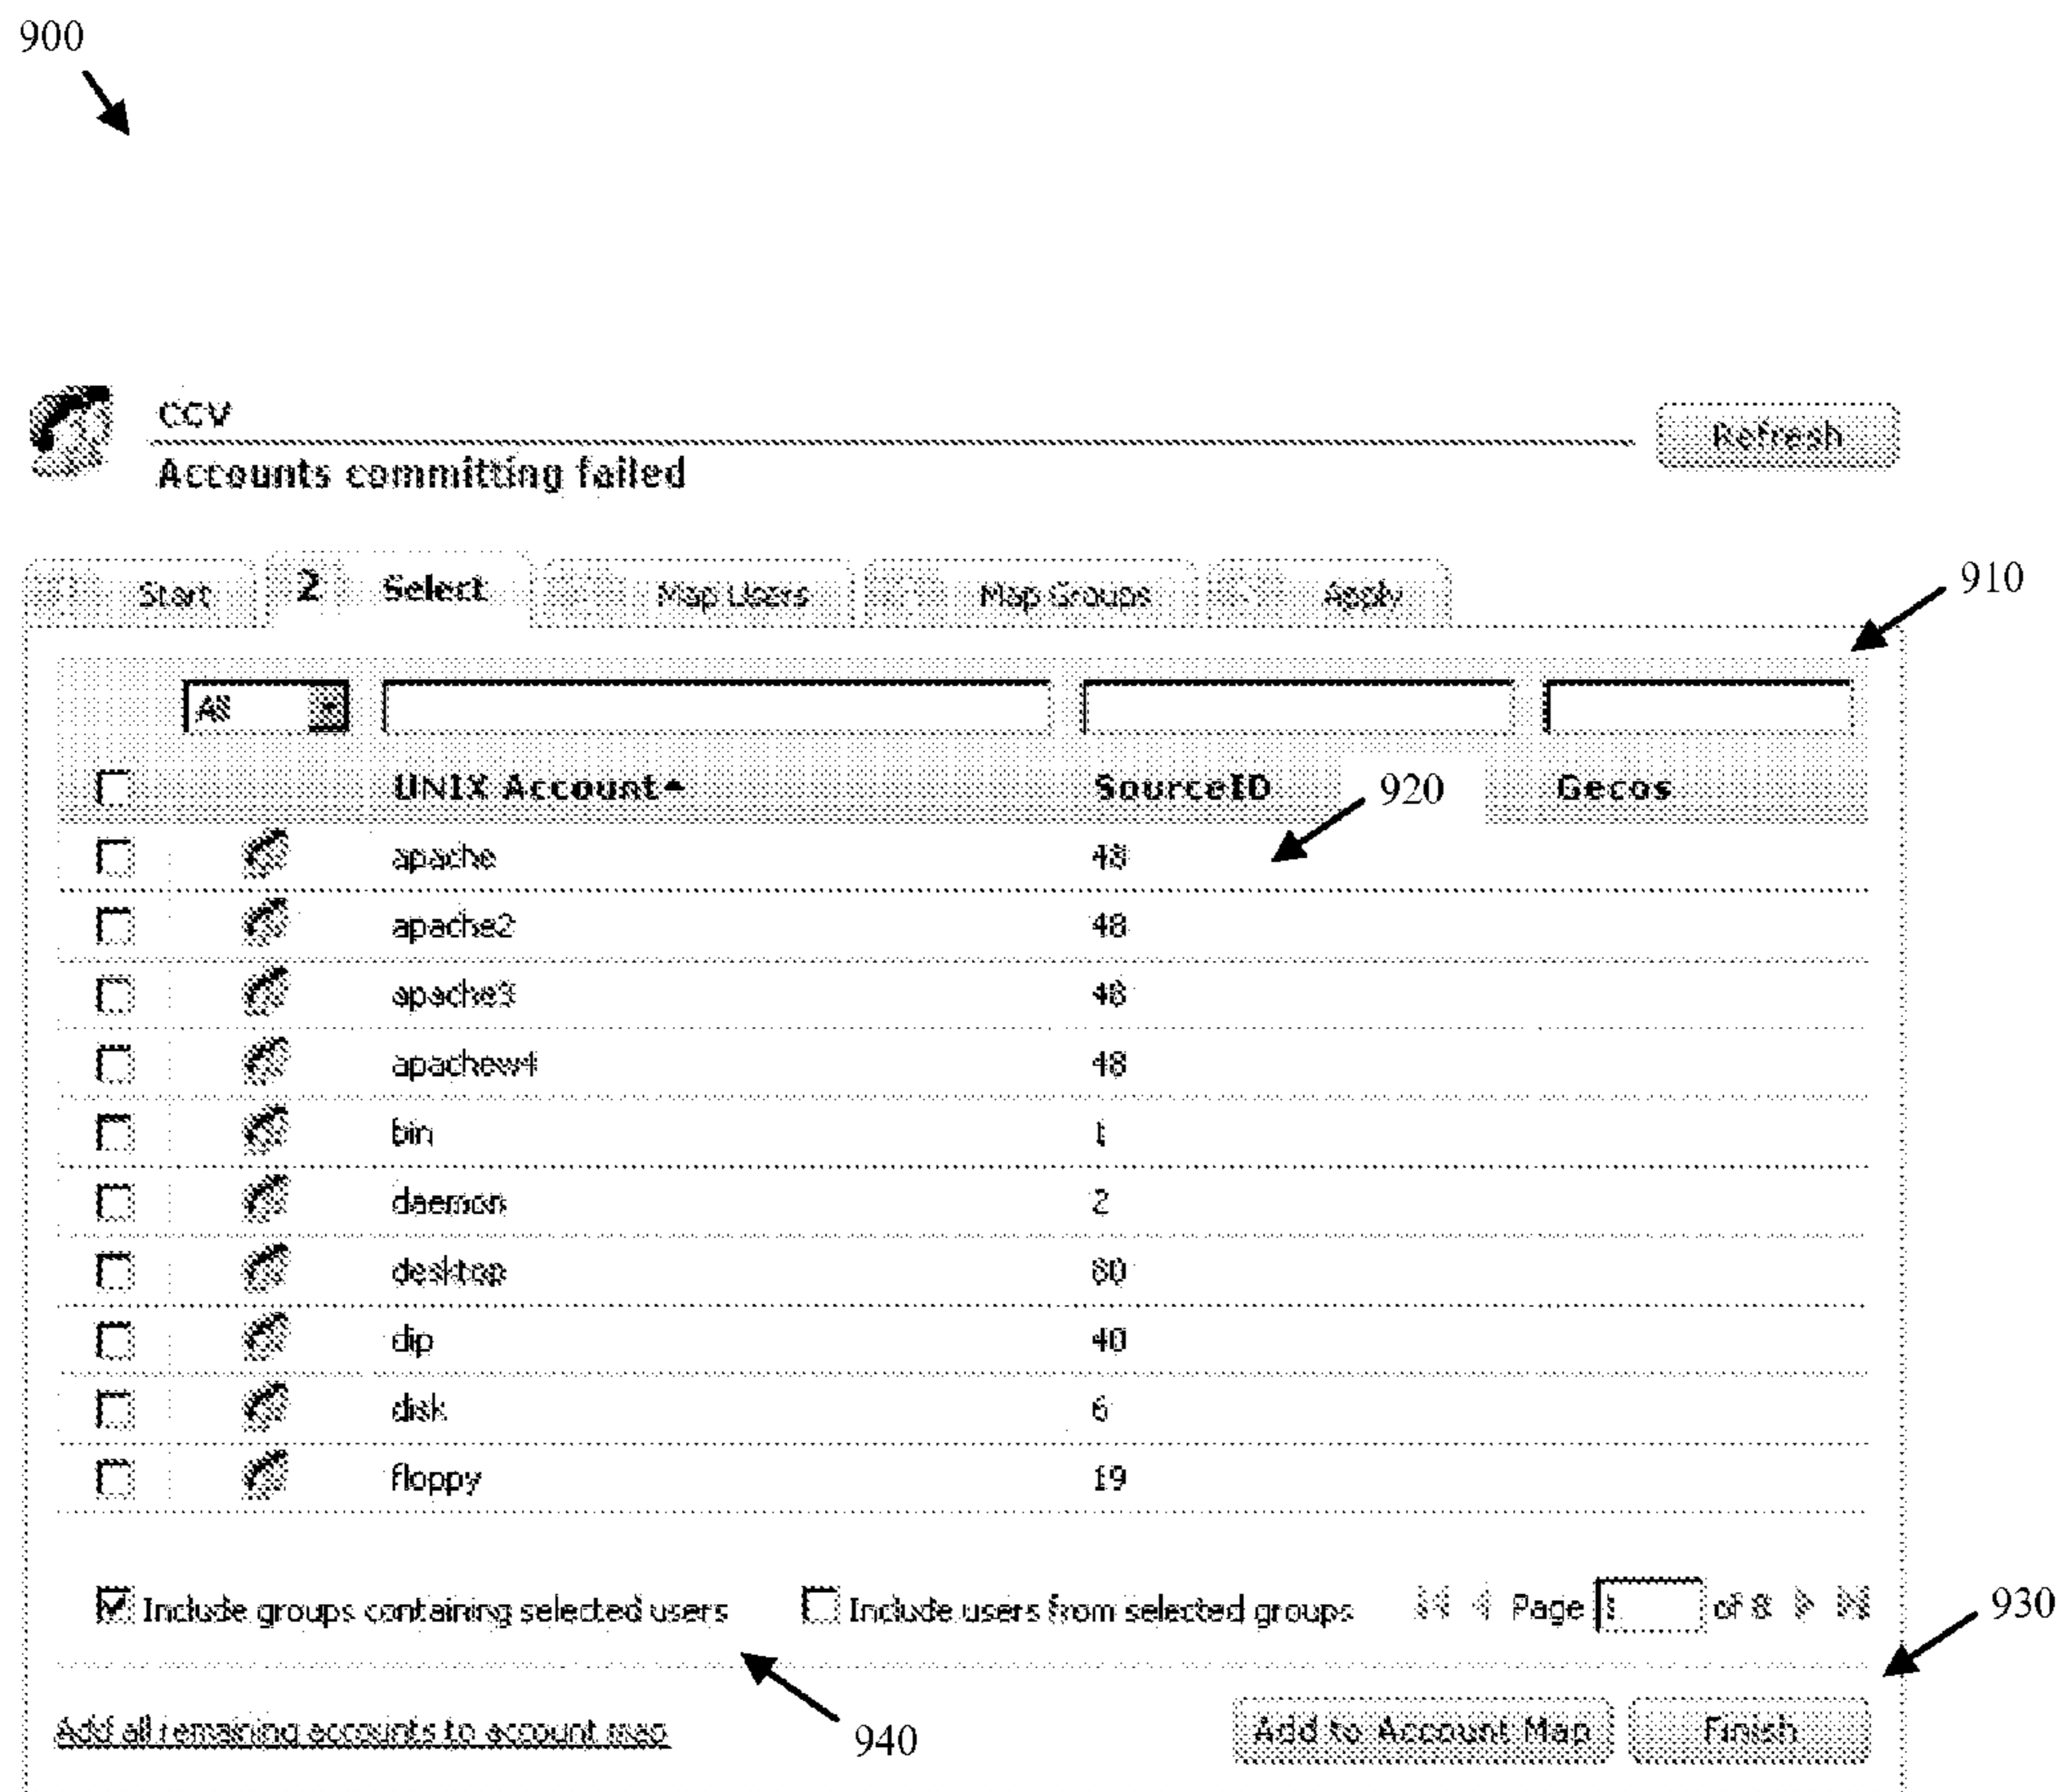 900
CCV
Refresh
Accounts committing failed
Start 2 Select Map Users Map Groups Apply
910
All
UNIX Account SourceID 920 Gecos
apache 48
apache2 48
apache3 48
apachew4 48
bin 1
daemon 2
desktop 80
dip 40
disk 6
floppy 19
Include groups containing selected users Include users from selected groups Page 1 of 8
930
Add all remaining accounts to account map Add to Account Map Finish
940